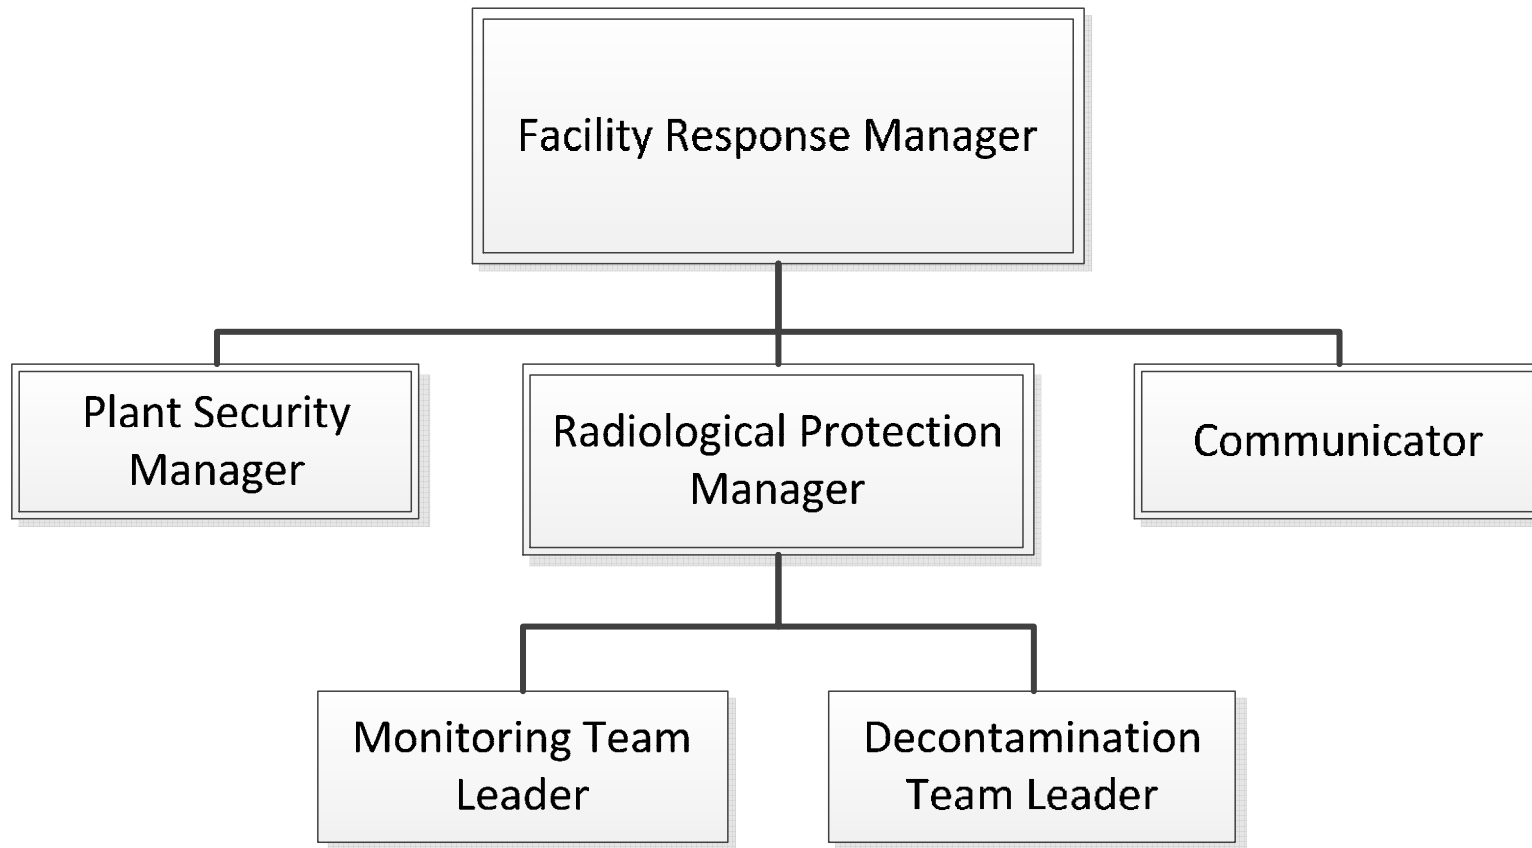 Facility Response Manager
Plant Security
Manager
Radiological Protection
Manager
Communicator
Monitoring Team
Leader
Decontamination
Team Leader